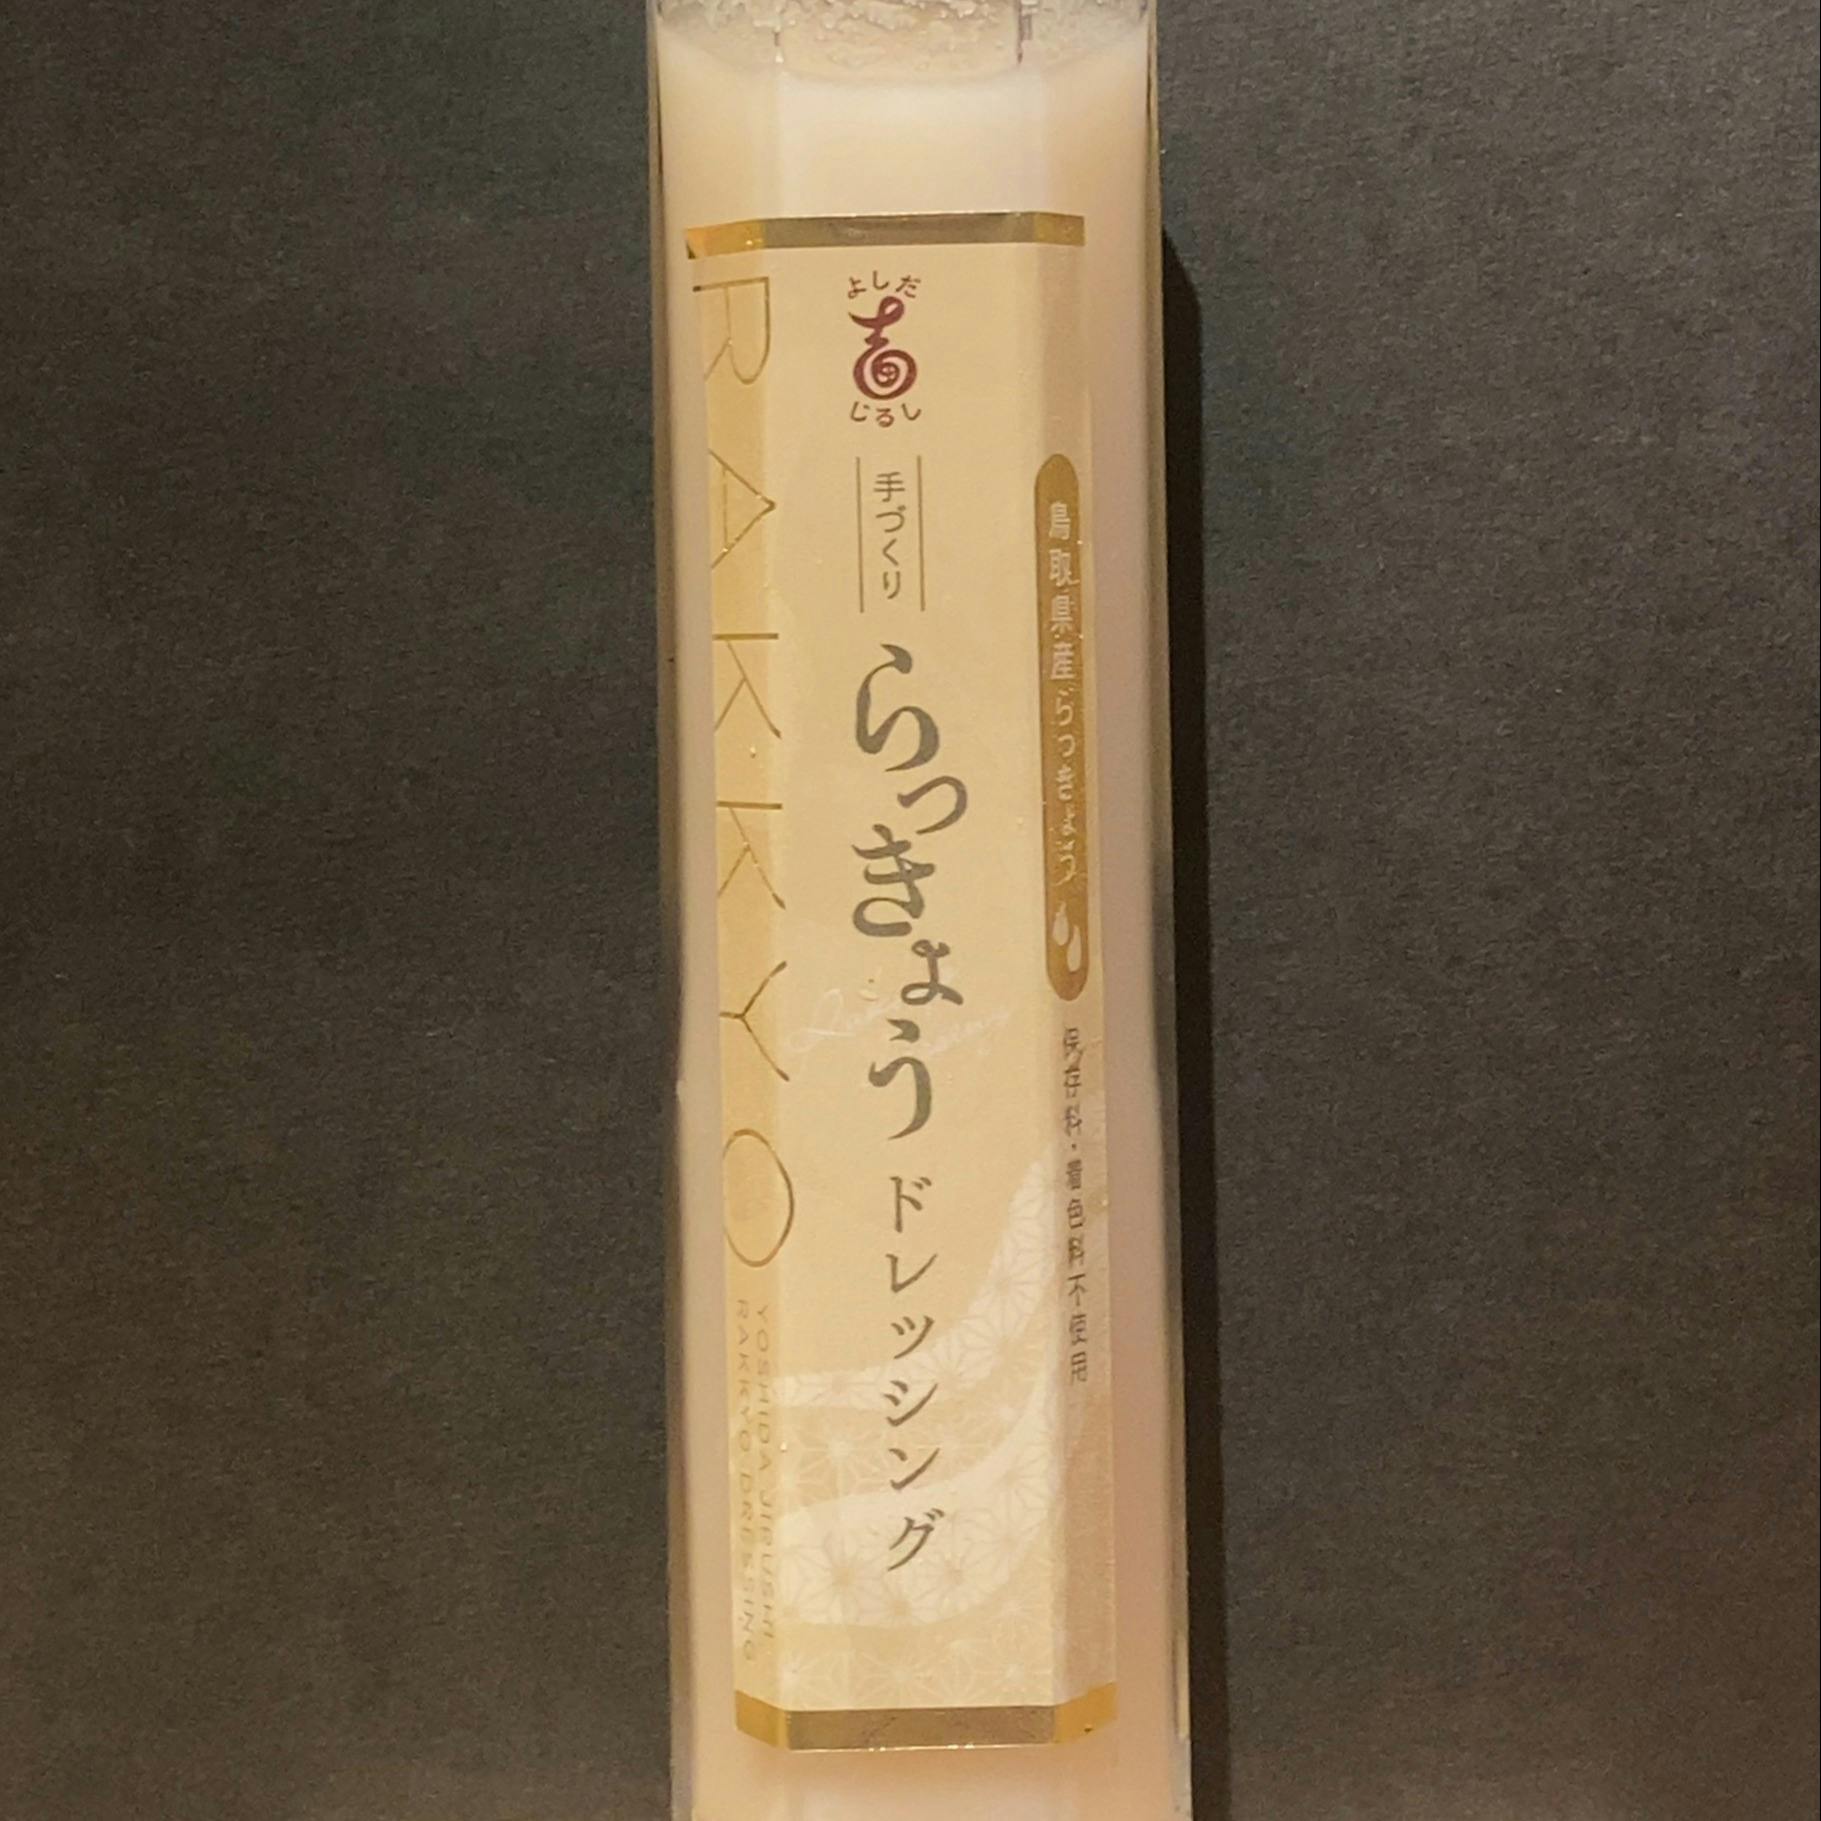 よしだ
じるし
手づくり
らっきょう
ドレッシング
鳥取県産らっきょう
保存料・着色料不使用
RAKKYO
YOSHIDA JIRUSHI
RAKKYO DRESSING